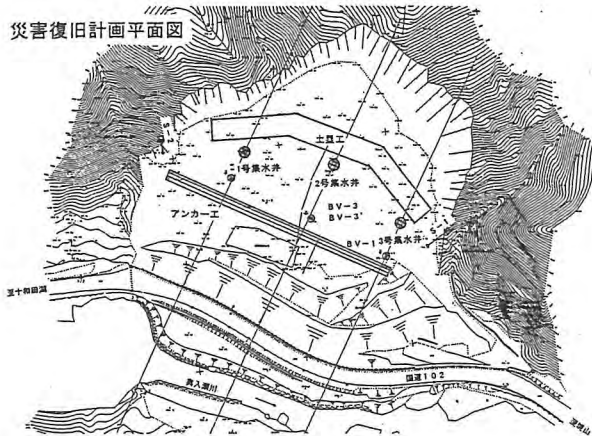 災害復旧計画平面図
土塁工
1号集水井
2号集水井
BV-3
BV-3'
アンカー工
BV-1
3号集水井
至十和田湖
国道102
奥入瀬川